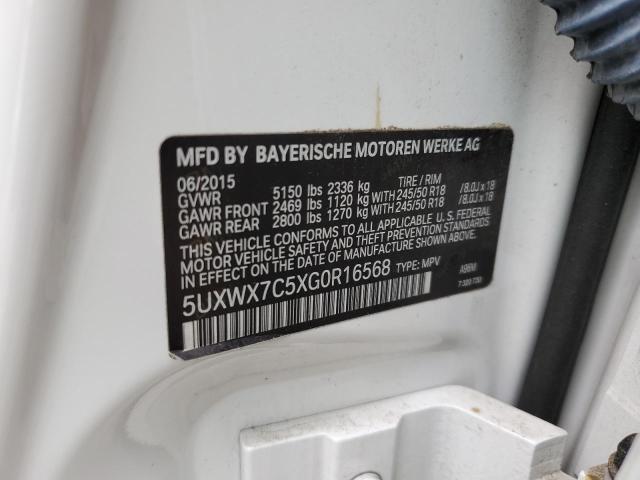 MFD BY BAYERISCHE MOTOREN WERKE AG
06/2015 TIRE / RIM
GVWR 5150 lbs 2336 kg
GAWR FRONT 2469 lbs 1120 kg WITH 245/50 R18 /8.0J x 18
GAWR REAR 2800 lbs 1270 kg WITH 245/50 R18 /8.0J x 18
THIS VEHICLE CONFORMS TO ALL APPLICABLE U.S. FEDERAL
MOTOR VEHICLE SAFETY AND THEFT PREVENTION STANDARDS
IN EFFECT ON THE DATE OF MANUFACTURE SHOWN ABOVE.
5UXWX7C5XG0R16568 TYPE: MPV